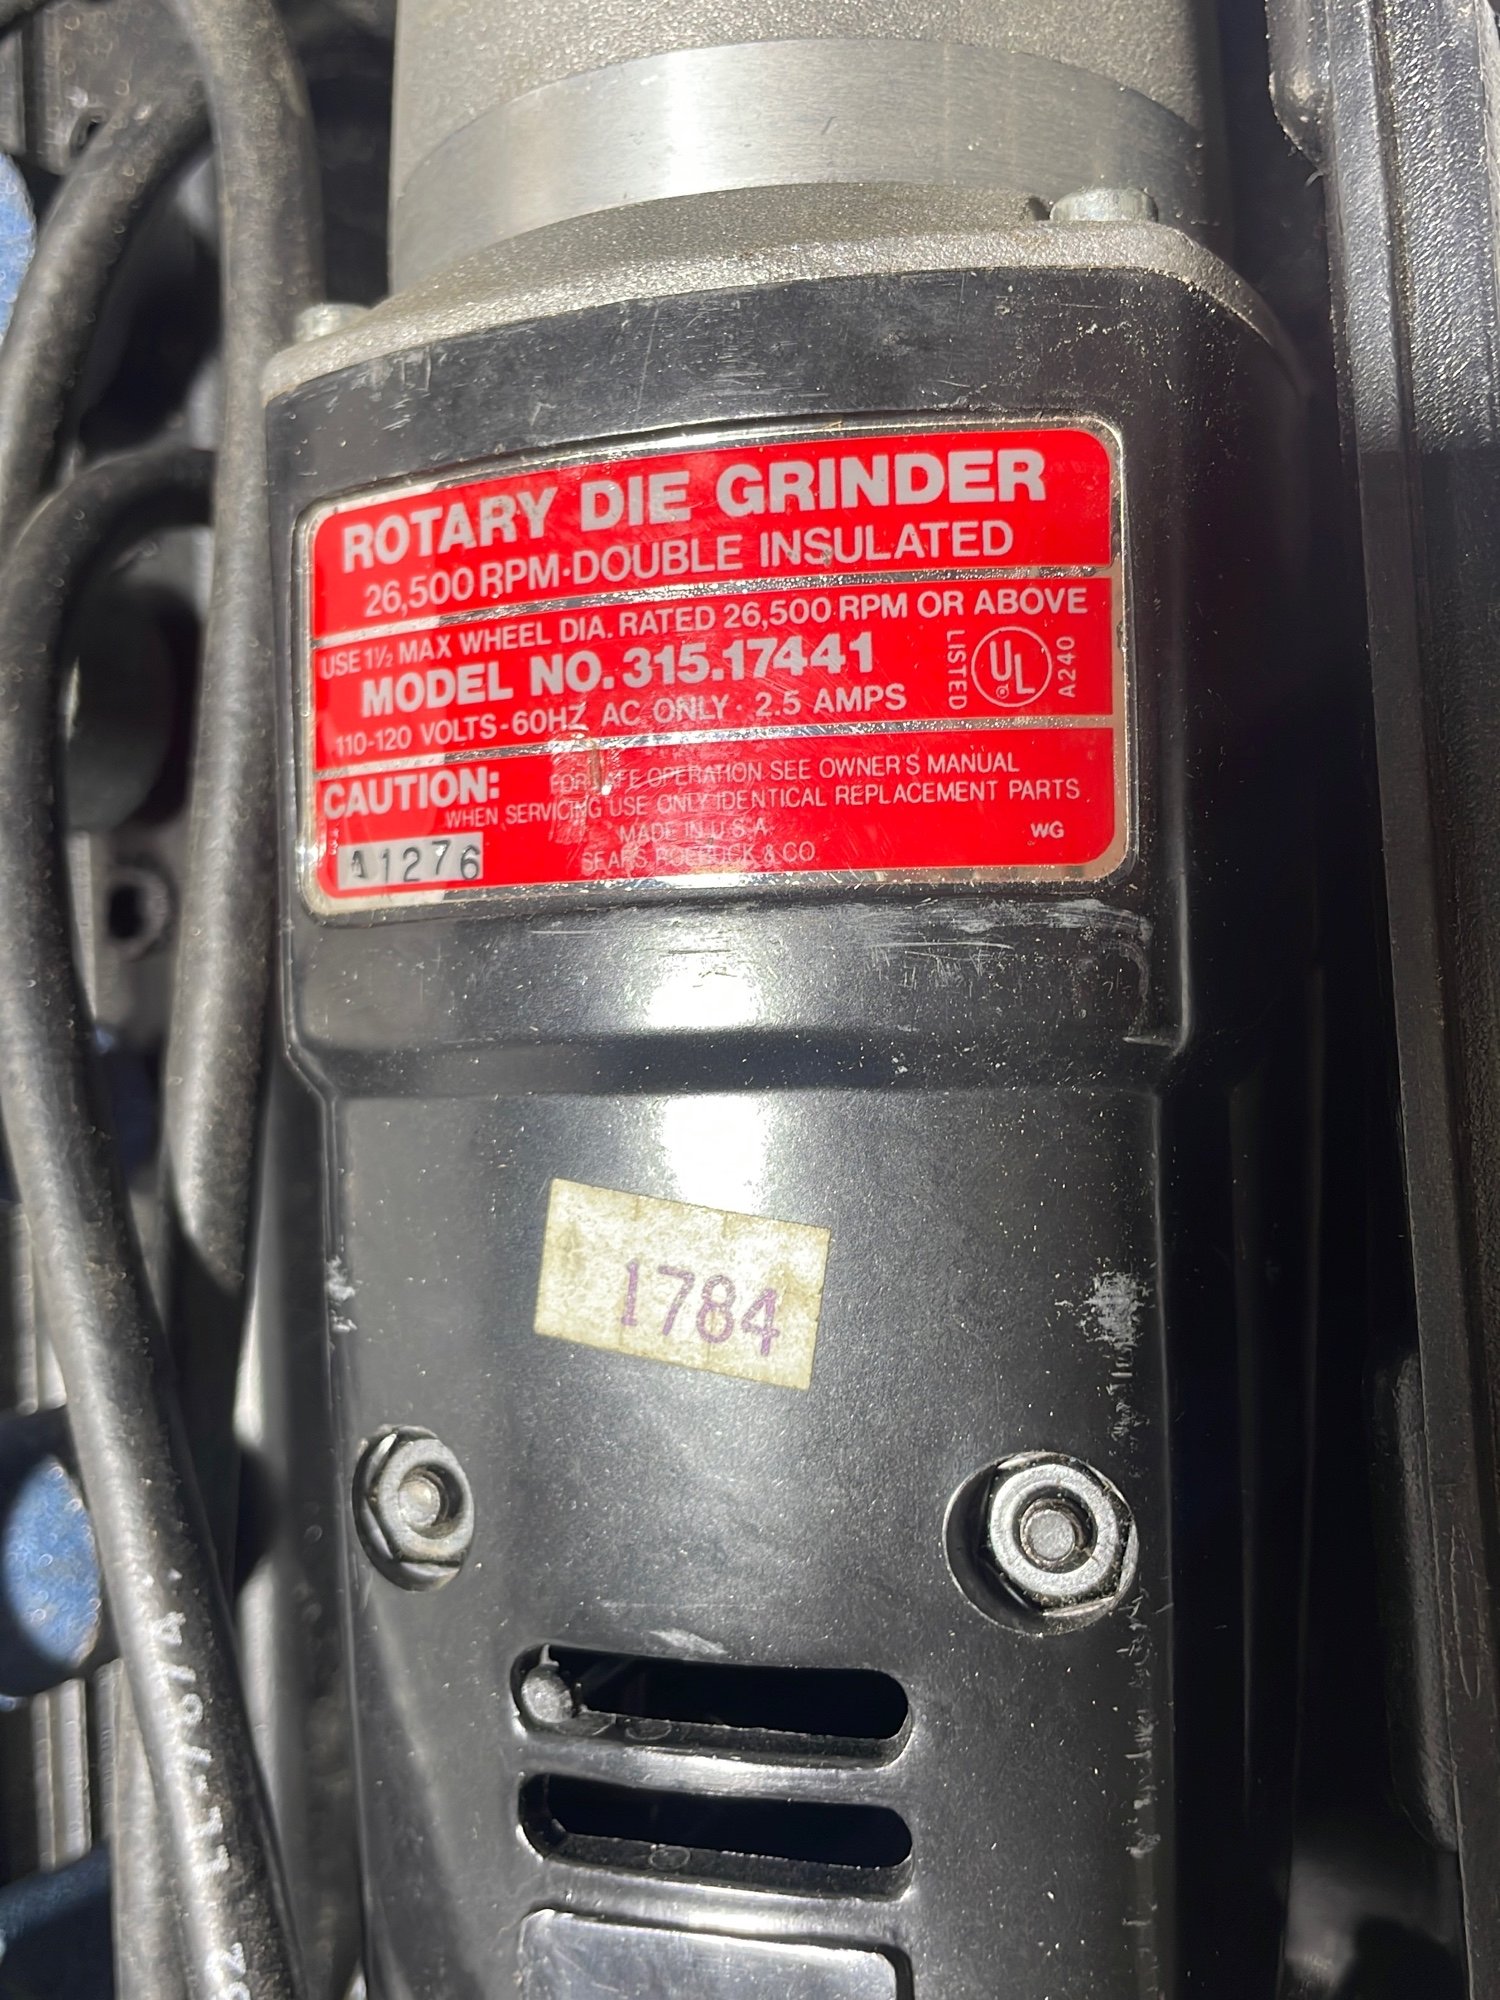 ROTARY DIE GRINDER
26,500 RPM·DOUBLE INSULATED
USE 1½ MAX WHEEL DIA. RATED 26,500 RPM OR ABOVE
MODEL NO. 315.17441
110-120 VOLTS-60HZ AC ONLY· 2.5 AMPS
LISTED UL A240
CAUTION: FOR SAFE OPERATION SEE OWNER'S MANUAL
WHEN SERVICING USE ONLY IDENTICAL REPLACEMENT PARTS
MADE IN U.S.A.
WG
SEARS, ROEBUCK & CO
A1276
1784